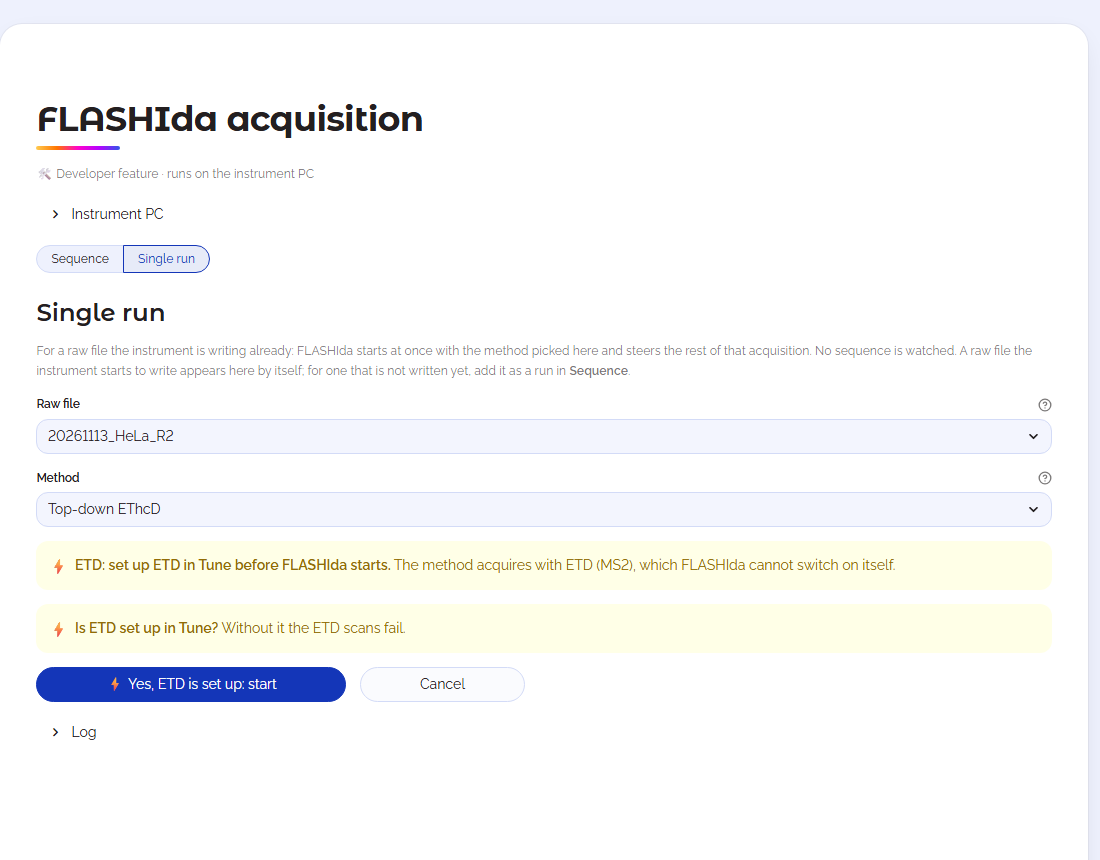 FLASHIda acquisition
🛠 Developer feature · runs on the instrument PC
Instrument PC
Sequence
Single run
Single run
For a raw file the instrument is writing already: FLASHIda starts at once with the method picked here and steers the rest of that acquisition. No sequence is watched. A raw file the
instrument starts to write appears here by itself; for one that is not written yet, add it as a run in Sequence.
Raw file
20261113_HeLa_R2
Method
Top-down EThcD
⚡ ETD: set up ETD in Tune before FLASHIda starts. The method acquires with ETD (MS2), which FLASHIda cannot switch on itself.
⚡ Is ETD set up in Tune? Without it the ETD scans fail.
⚡ Yes, ETD is set up: start
Cancel
Log